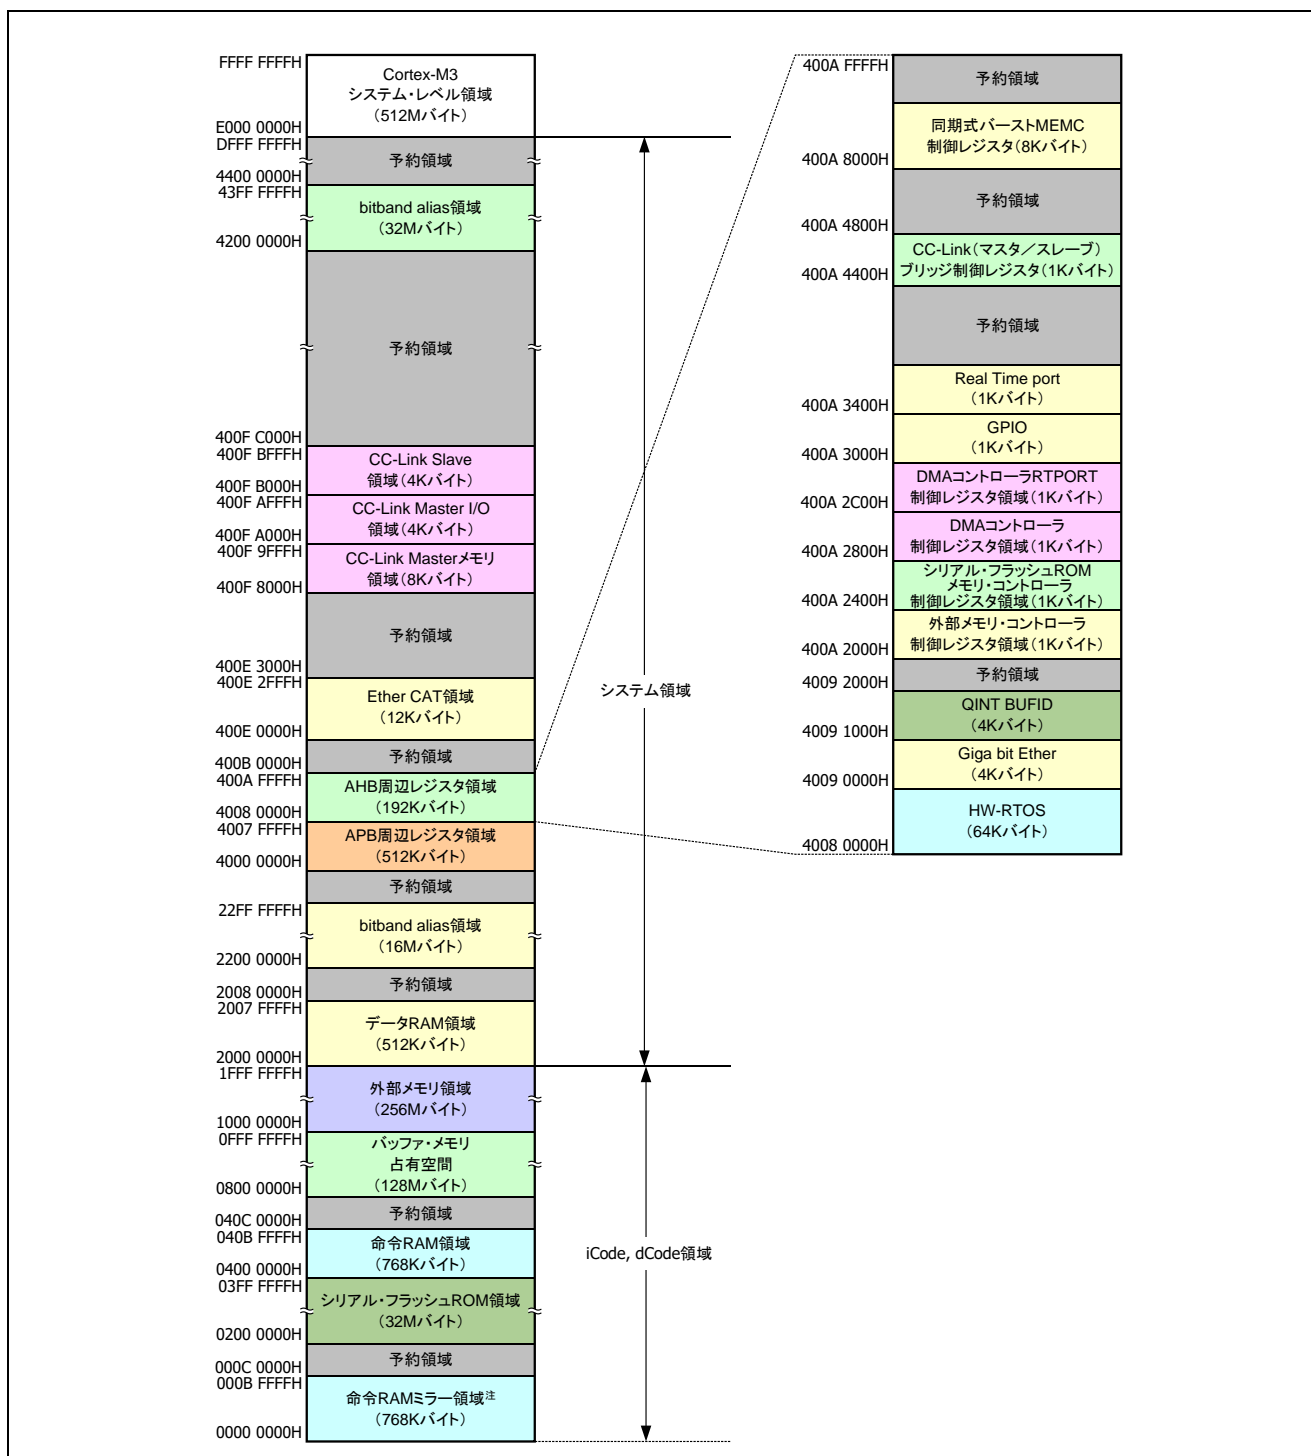 FFFF FFFFH
Cortex-M3
システム・レベル領域
（512Mバイト）
E000 0000H
DFFF FFFFH
予約領域
4400 0000H
43FF FFFFH
bitband alias領域
（32Mバイト）
4200 0000H
予約領域
400F C000H
400F BFFFH
CC-Link Slave
領域（4Kバイト）
400F B000H
400F AFFFH
CC-Link Master I/O
領域（4Kバイト）
400F A000H
400F 9FFFH
CC-Link Masterメモリ
領域（8Kバイト）
400F 8000H
予約領域
400E 3000H
400E 2FFFH
Ether CAT領域
（12Kバイト）
400E 0000H
予約領域
400B 0000H
400A FFFFH
AHB周辺レジスタ領域
（192Kバイト）
4008 0000H
4007 FFFFH
APB周辺レジスタ領域
（512Kバイト）
4000 0000H
予約領域
22FF FFFFH
bitband alias領域
（16Mバイト）
2200 0000H
予約領域
2008 0000H
2007 FFFFH
データRAM領域
（512Kバイト）
2000 0000H
1FFF FFFFH
外部メモリ領域
（256Mバイト）
1000 0000H
0FFF FFFFH
バッファ・メモリ
占有空間
（128Mバイト）
0800 0000H
予約領域
040C 0000H
040B FFFFH
命令RAM領域
（768Kバイト）
0400 0000H
03FF FFFFH
シリアル・フラッシュROM領域
（32Mバイト）
0200 0000H
予約領域
000C 0000H
000B FFFFH
命令RAMミラー領域注
（768Kバイト）
0000 0000H
システム領域
iCode, dCode領域
400A FFFFH
予約領域
同期式バーストMEMC
制御レジスタ（8Kバイト）
400A 8000H
予約領域
400A 4800H
CC-Link（マスタ／スレーブ）
ブリッジ制御レジスタ（1Kバイト）
400A 4400H
予約領域
Real Time port
（1Kバイト）
400A 3400H
GPIO
（1Kバイト）
400A 3000H
DMAコントローラRTPORT
制御レジスタ領域（1Kバイト）
400A 2C00H
DMAコントローラ
制御レジスタ領域（1Kバイト）
400A 2800H
シリアル・フラッシュROM
メモリ・コントローラ
制御レジスタ領域（1Kバイト）
400A 2400H
外部メモリ・コントローラ
制御レジスタ領域（1Kバイト）
400A 2000H
予約領域
4009 2000H
QINT BUFID
（4Kバイト）
4009 1000H
Giga bit Ether
（4Kバイト）
4009 0000H
HW-RTOS
（64Kバイト）
4008 0000H